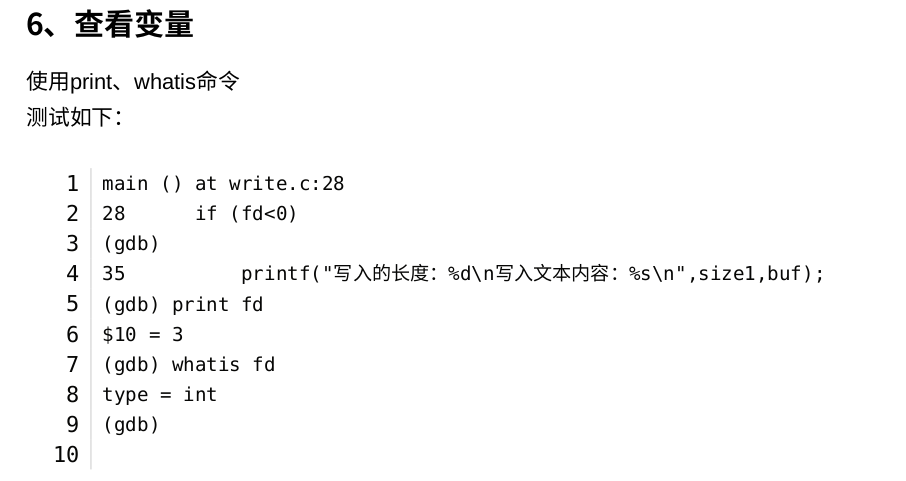 6、查看变量
使用print、whatis命令
测试如下：
1 main () at write.c:28
2 28      if (fd<0)
3 (gdb)
4 35          printf("写入的长度：%d\n写入文本内容：%s\n",size1,buf);
5 (gdb) print fd
6 $10 = 3
7 (gdb) whatis fd
8 type = int
9 (gdb)
10